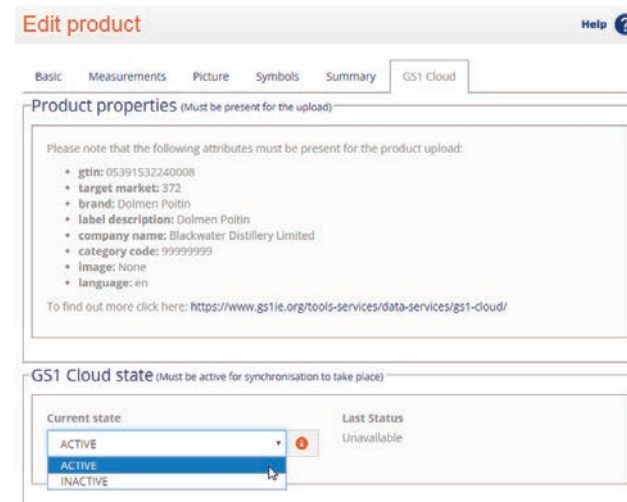 Edit product
Help ?
Basic Measurements Picture Symbols Summary GS1 Cloud
Product properties (Must be present for the upload)
Please note that the following attributes must be present for the product upload:
• gtin: 05391532240008
• target market: 372
• brand: Dolmen Poitin
• label description: Dolmen Poitin
• company name: Blackwater Distillery Limited
• category code: 99999999
• image: None
• language: en
To find out more click here: https://www.gs1ie.org/tools-services/data-services/gs1-cloud/
GS1 Cloud state (Must be active for synchronisation to take place)
Current state Last Status
ACTIVE Unavailable
ACTIVE
INACTIVE